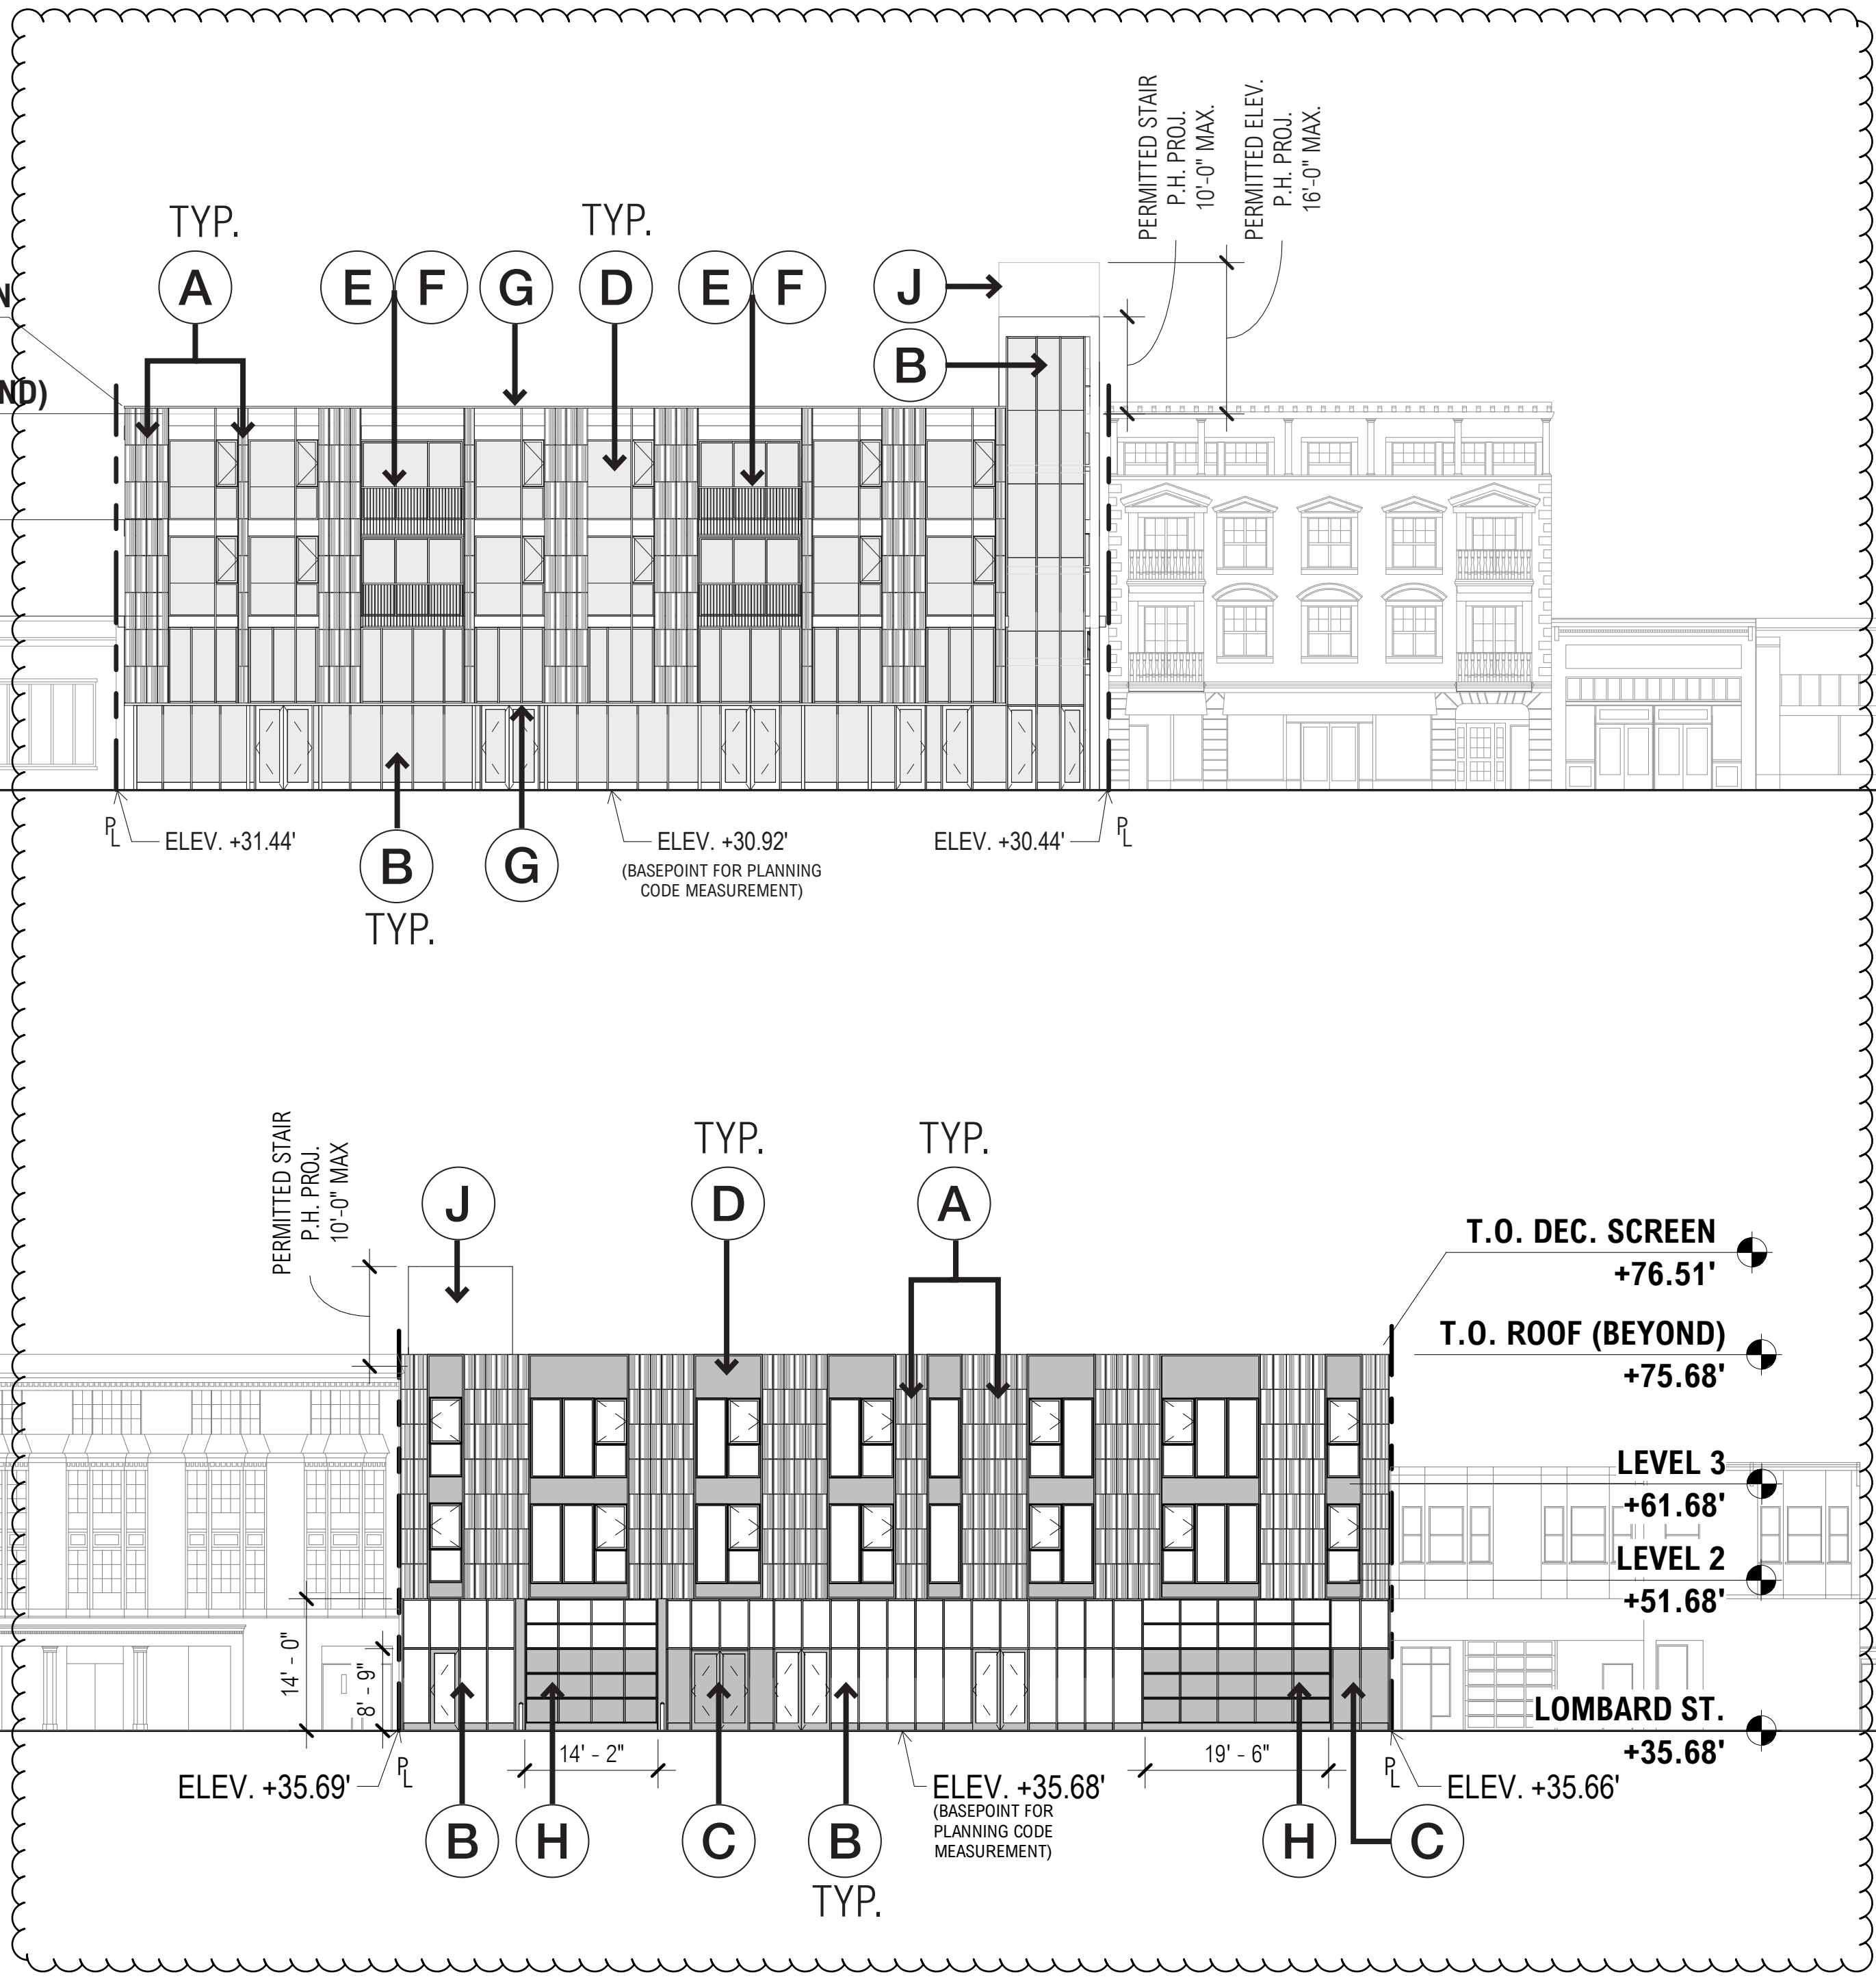 PERMITTED STAIR
P.H. PROJ.
10'-0" MAX.
PERMITTED ELEV.
P.H. PROJ.
16'-0" MAX.
TYP.
TYP.
A
E F
G
D
E F
J
B
N
ND)
PL
ELEV. +31.44'
B
TYP.
G
ELEV. +30.92'
(BASEPOINT FOR PLANNING
CODE MEASUREMENT)
ELEV. +30.44'
PL
PERMITTED STAIR
P.H. PROJ.
10'-0" MAX
J
TYP.
D
TYP.
A
T.O. DEC. SCREEN
+76.51'
T.O. ROOF (BEYOND)
+75.68'
LEVEL 3
+61.68'
LEVEL 2
+51.68'
LOMBARD ST.
+35.68'
14' - 0"
8' - 9"
14' - 2"
19' - 6"
ELEV. +35.69'
PL
ELEV. +35.68'
(BASEPOINT FOR
PLANNING CODE
MEASUREMENT)
PL
ELEV. +35.66'
B
H
C
B
TYP.
H
C